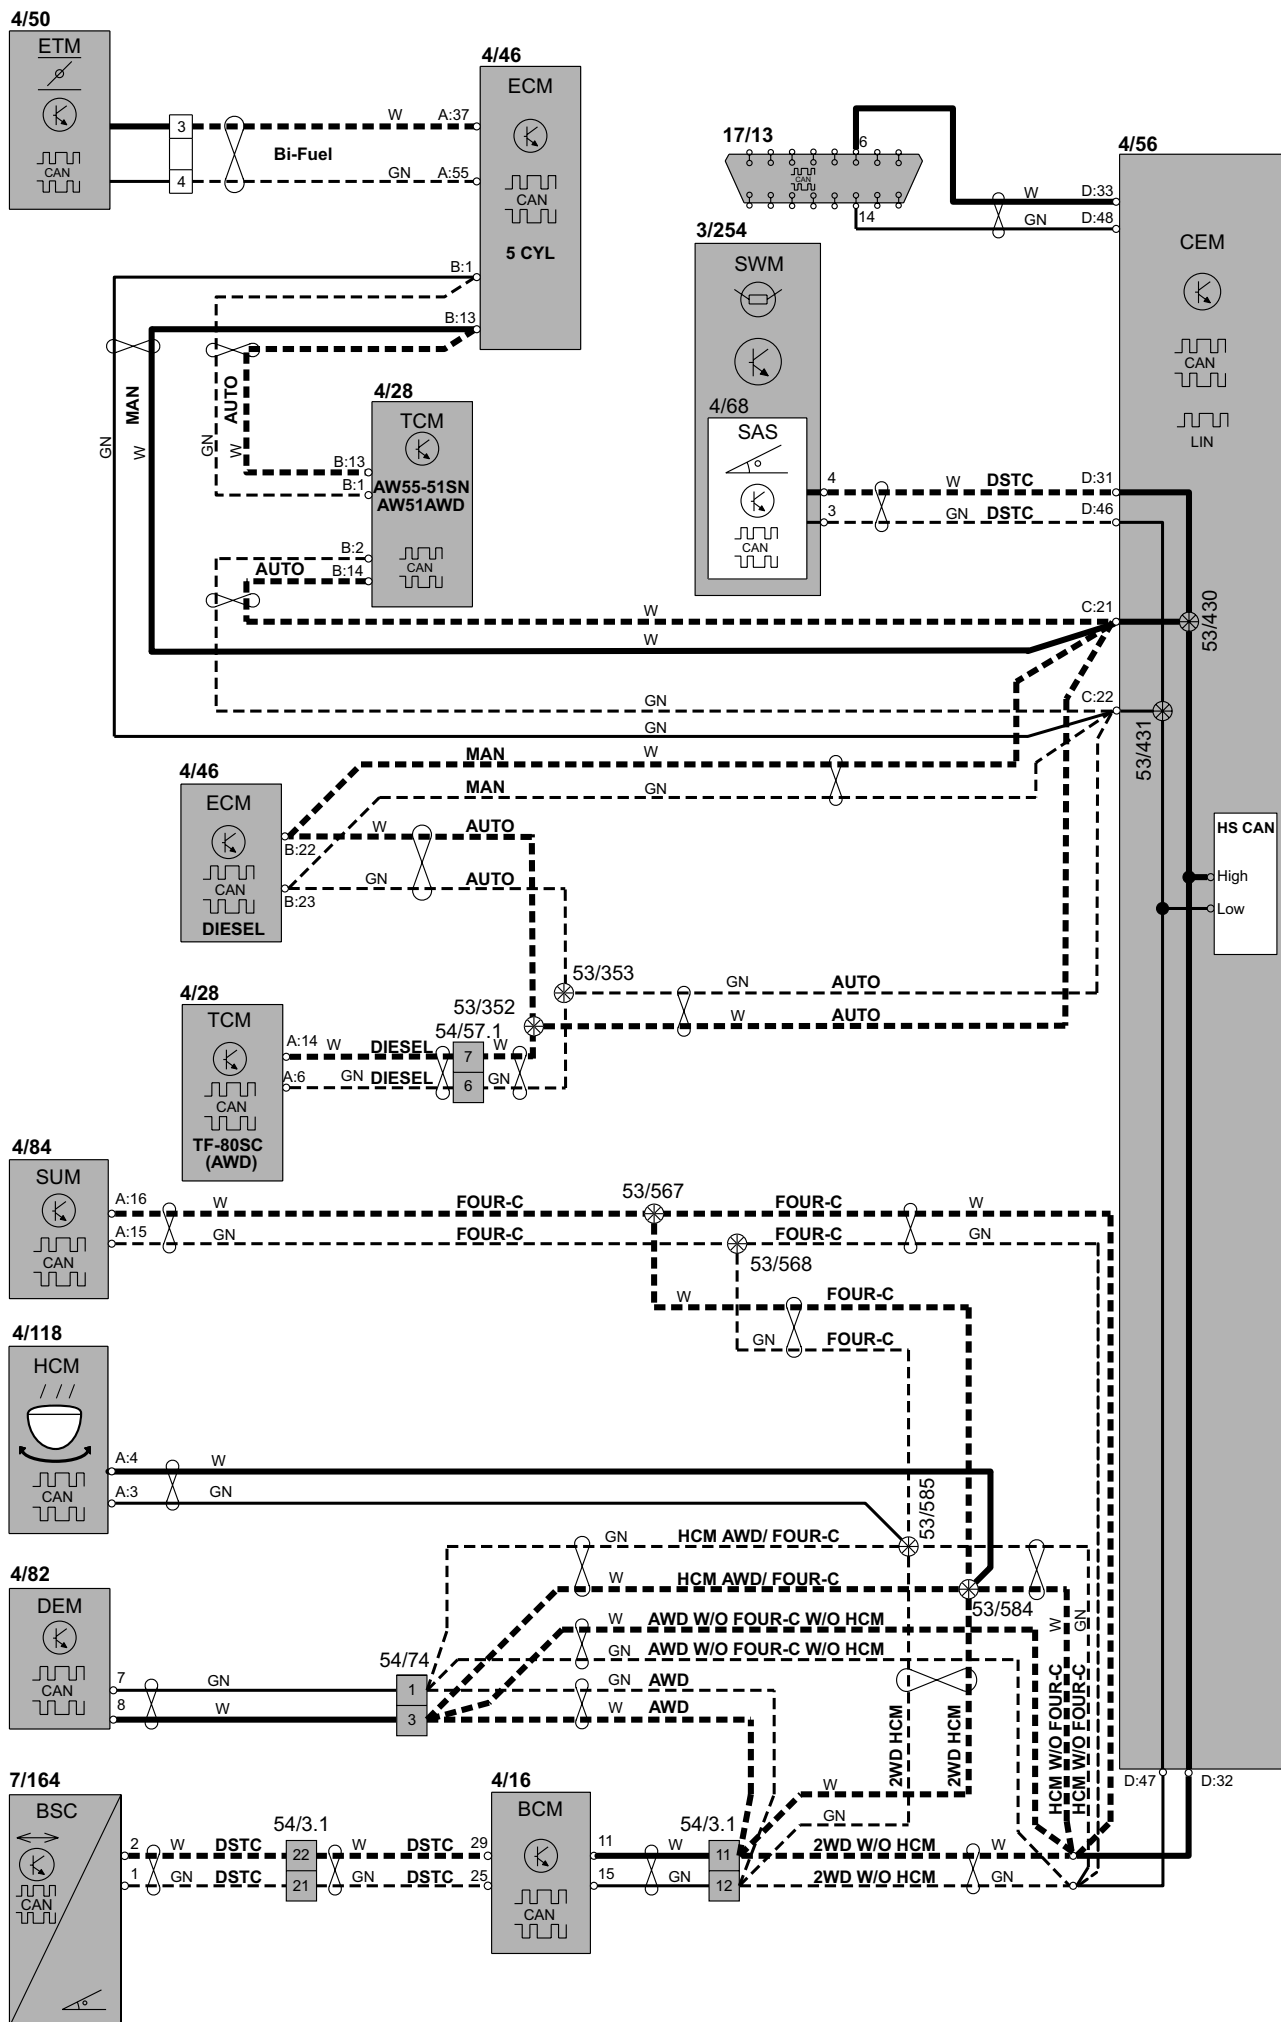 4/50
ETM
CAN
3
4
Bi-Fuel
W
A:37
GN
A:55
4/46
ECM
CAN
5 CYL
B:1
B:13
17/13
CAN
6
14
W
D:33
GN
D:48
4/56
CEM
CAN
LIN
3/254
SWM
4/68
SAS
CAN
4
3
W
DSTC
D:31
GN
DSTC
D:46
GN
MAN
W
AUTO
GN
W
4/28
TCM
B:13
B:1
AW55-51SN
AW51AWD
B:2
B:14
AUTO
CAN
W
C:21
53/430
W
GN
C:22
GN
53/431
MAN
W
MAN
GN
4/46
ECM
CAN
DIESEL
B:22
B:23
W
AUTO
GN
AUTO
HS CAN
High
Low
53/353
GN
AUTO
53/352
W
AUTO
4/28
TCM
CAN
TF-80SC
(AWD)
A:14
W
DIESEL
54/57.1
7
W
A:6
GN
DIESEL
6
GN
4/84
SUM
CAN
A:16
W
FOUR-C
53/567
FOUR-C
W
A:15
GN
FOUR-C
FOUR-C
GN
53/568
W
FOUR-C
GN
FOUR-C
4/118
HCM
CAN
A:4
W
A:3
GN
53/585
GN
HCM AWD/ FOUR-C
W
HCM AWD/ FOUR-C
53/584
W
GN
4/82
DEM
CAN
7
GN
8
W
54/74
1
3
W
AWD W/O FOUR-C W/O HCM
GN
AWD W/O FOUR-C W/O HCM
GN
AWD
W
AWD
2WD HCM
2WD HCM
HCM W/O FOUR-C
HCM W/O FOUR-C
D:47
D:32
7/164
BSC
CAN
2
W
DSTC
1
GN
DSTC
54/3.1
22
21
W
DSTC
29
GN
DSTC
25
4/16
BCM
CAN
11
W
15
GN
54/3.1
11
12
W
GN
2WD W/O HCM
W
2WD W/O HCM
GN